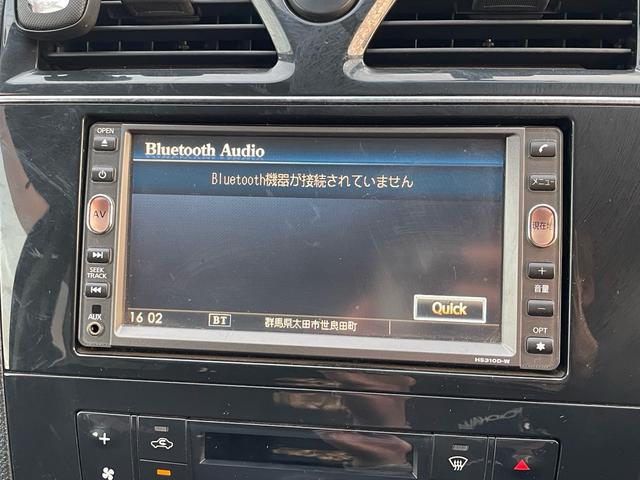 OPEN
Bluetooth Audio
Bluetooth機器が接続されていません
メニュー
AV
現在地
SEEK
TRACK
音量
AUX
Quick
16 02
BT
群馬県太田市世良田町
OPT
HS310D-W